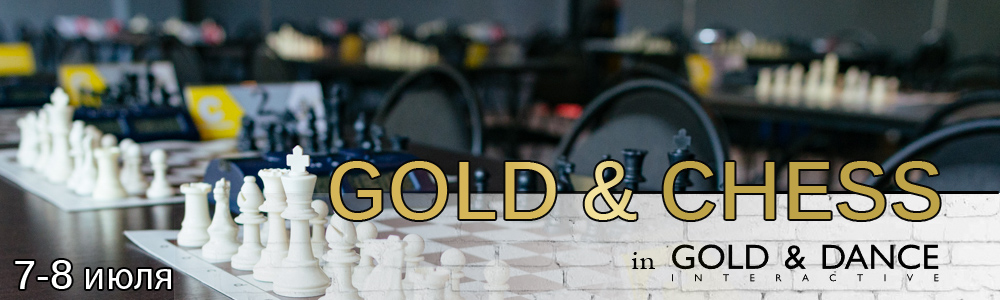 GOLD & CHESS
in GOLD & DANCE
INTERACTIVE
7-8 июля